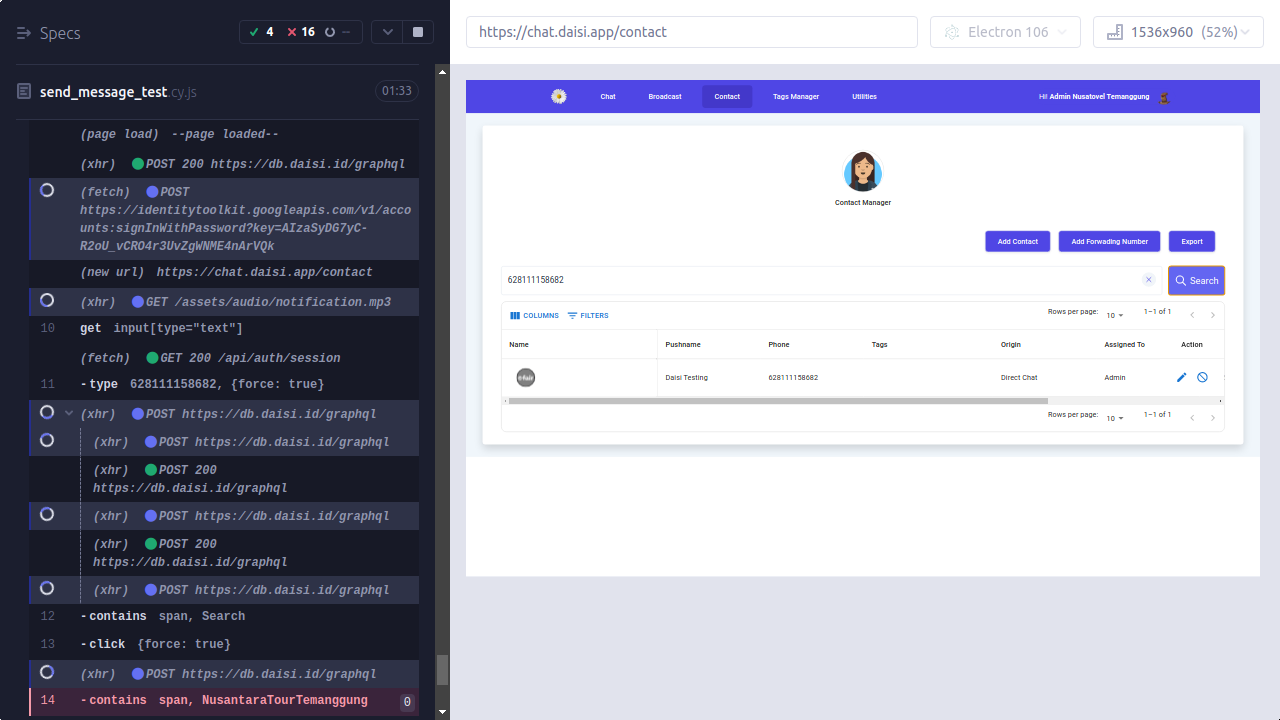 Specs
4
16
--
send_message_test.cy.js
01:33
(page load) --page loaded--
(xhr) POST 200 https://db.daisi.id/graphql
(fetch) POST
https://identitytoolkit.googleapis.com/v1/acco
unts:signInWithPassword?key=AIzaSyDG7yC-
R2oU_vCRO4r3UvZgWNME4nArVQk
(new url) https://chat.daisi.app/contact
(xhr) GET /assets/audio/notification.mp3
10 get input[type="text"]
(fetch) GET 200 /api/auth/session
11 -type 628111158682, {force: true}
(xhr) POST https://db.daisi.id/graphql
(xhr) POST https://db.daisi.id/graphql
(xhr) POST 200
https://db.daisi.id/graphql
(xhr) POST https://db.daisi.id/graphql
(xhr) POST 200
https://db.daisi.id/graphql
(xhr) POST https://db.daisi.id/graphql
12 -contains span, Search
13 -click {force: true}
(xhr) POST https://db.daisi.id/graphql
14 -contains span, NusantaraTourTemanggung 0
https://chat.daisi.app/contact
Electron 106
1536x960 (52%)
Chat Broadcast Contact Tags Manager Utilities Hi! Admin Nusatovel Temanggung
Contact Manager
Add Contact Add Forwading Number Export
628111158682 Search
COLUMNS FILTERS Rows per page: 10 1–1 of 1
Name Pushname Phone Tags Origin Assigned To Action
Daisi Testing 628111158682 Direct Chat Admin
Rows per page: 10 1–1 of 1